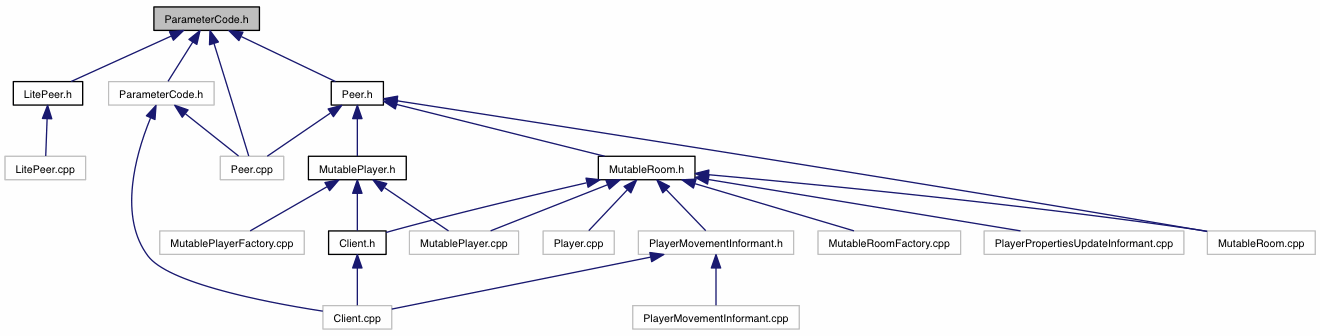 ParameterCode.h
LitePeer.h
ParameterCode.h
Peer.h
LitePeer.cpp
Peer.cpp
MutablePlayer.h
MutableRoom.h
MutablePlayerFactory.cpp
Client.h
MutablePlayer.cpp
Player.cpp
PlayerMovementInformant.h
MutableRoomFactory.cpp
PlayerPropertiesUpdateInformant.cpp
MutableRoom.cpp
Client.cpp
PlayerMovementInformant.cpp